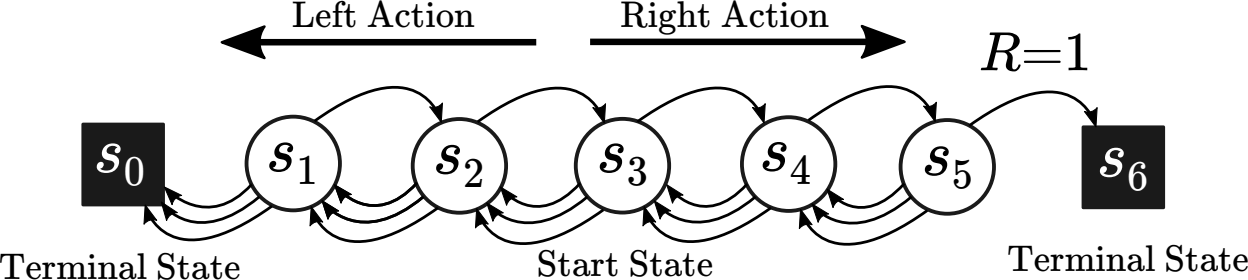 Left Action
Right Action
R=1
s0 s1 s2 s3 s4 s5 s6
Terminal State
Start State
Terminal State